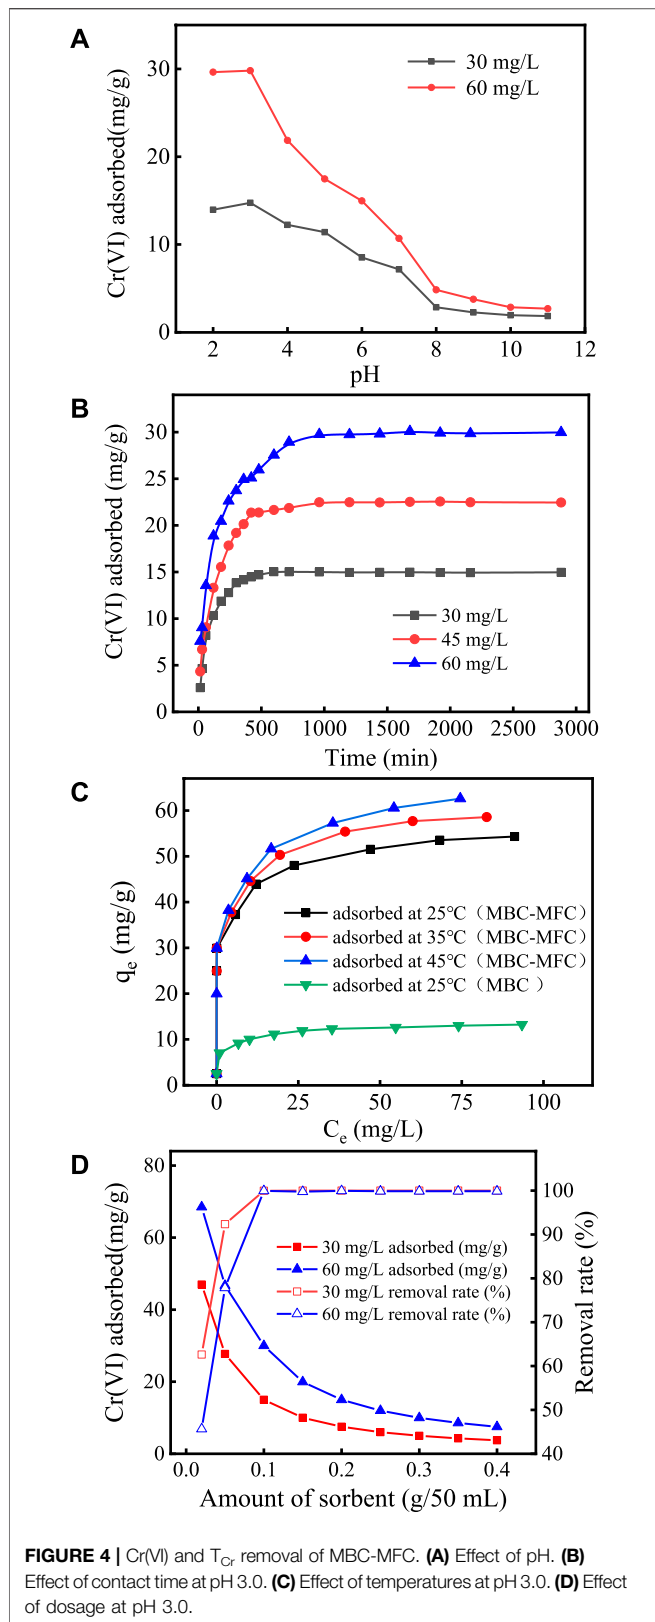 A
30 mg/L
60 mg/L
Cr(VI) adsorbed(mg/g)
30
20
10
0
2 4 6 8 10 12
pH
B
Cr(VI) adsorbed (mg/g)
30
25
20
15
10
5
0
30 mg/L
45 mg/L
60 mg/L
0 500 1000 1500 2000 2500 3000
Time (min)
C
qe (mg/g)
60
50
40
30
20
10
0
adsorbed at 25℃（MBC-MFC）
adsorbed at 35℃（MBC-MFC）
adsorbed at 45℃（MBC-MFC）
adsorbed at 25℃（MBC ）
0 25 50 75 100
Ce (mg/L)
D
Cr(VI) adsorbed(mg/g)
80
60
40
20
0
30 mg/L adsorbed (mg/g)
60 mg/L adsorbed (mg/g)
30 mg/L removal rate (%)
60 mg/L removal rate (%)
100
90
80
70
60
50
40
Removal rate (%)
0.0 0.1 0.2 0.3 0.4
Amount of sorbent (g/50 mL)
FIGURE 4 | Cr(VI) and TCr removal of MBC-MFC. (A) Effect of pH. (B)
Effect of contact time at pH 3.0. (C) Effect of temperatures at pH 3.0. (D) Effect
of dosage at pH 3.0.